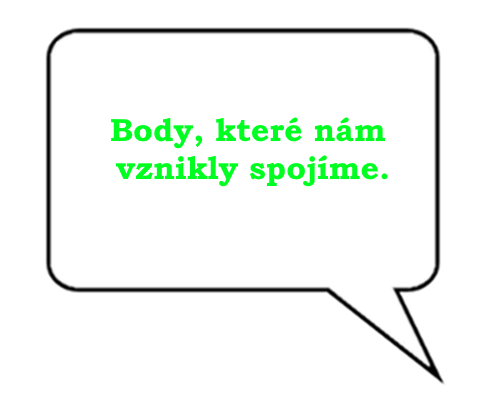 Body, které nám
vznikly spojíme.